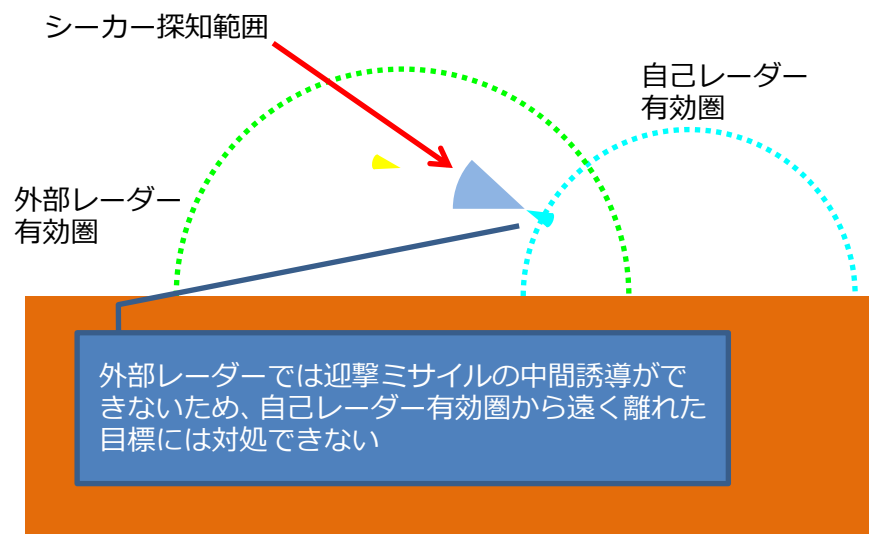 シーカー探知範囲
自己レーダー
有効圏
外部レーダー
有効圏
外部レーダーでは迎撃ミサイルの中間誘導がで
きないため、自己レーダー有効圏から遠く離れた
目標には対処できない